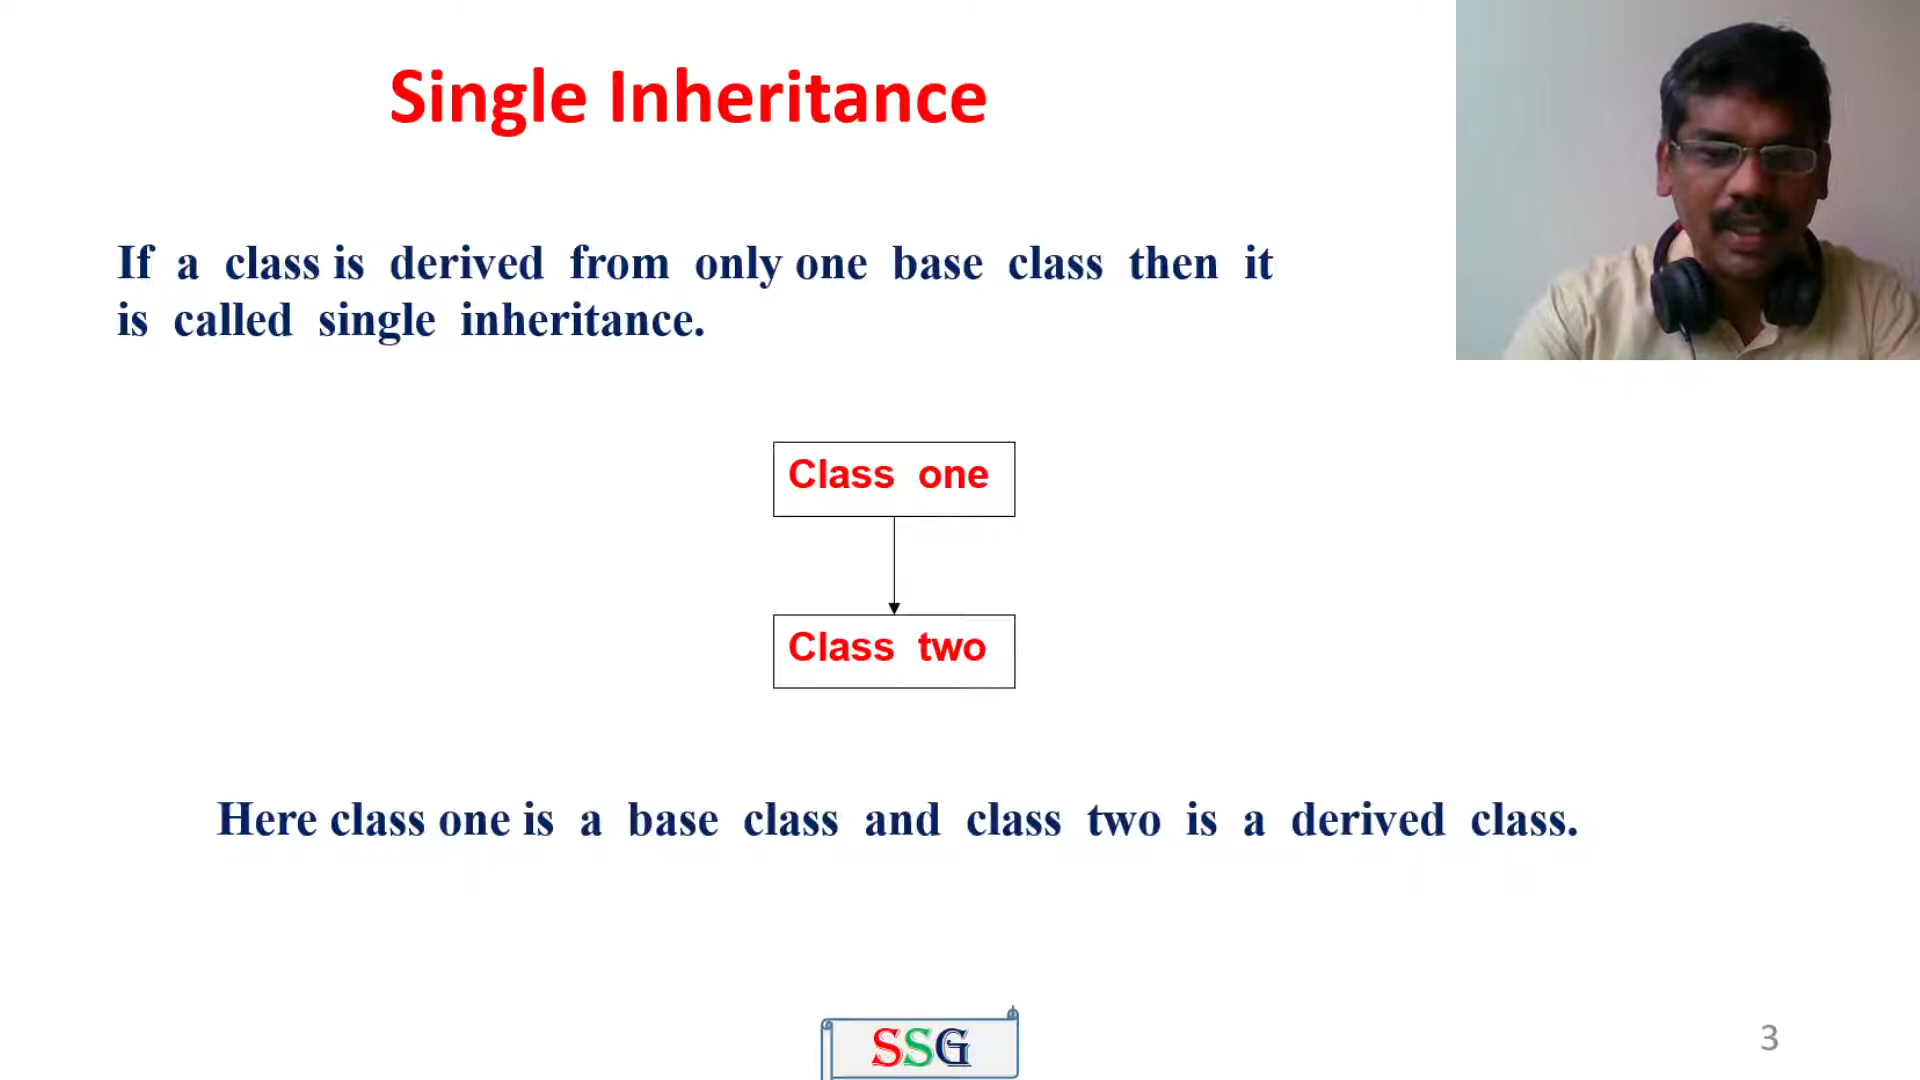 Single Inheritance
If a class is derived from only one base class then it
is called single inheritance.
Class one
Class two
Here class one is a base class and class two is a derived class.
SSG
3